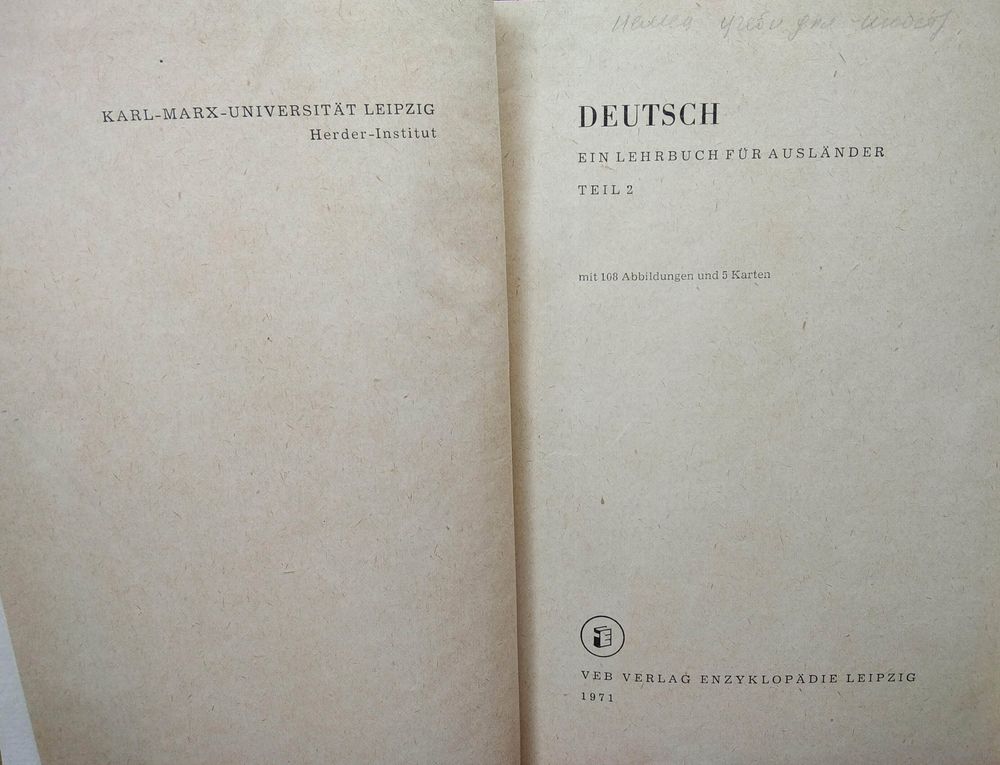 KARL-MARX-UNIVERSITÄT LEIPZIG
Herder-Institut
DEUTSCH
EIN LEHRBUCH FÜR AUSLÄNDER
TEIL 2
mit 108 Abbildungen und 5 Karten
VEB VERLAG ENZYKLOPÄDIE LEIPZIG
1971